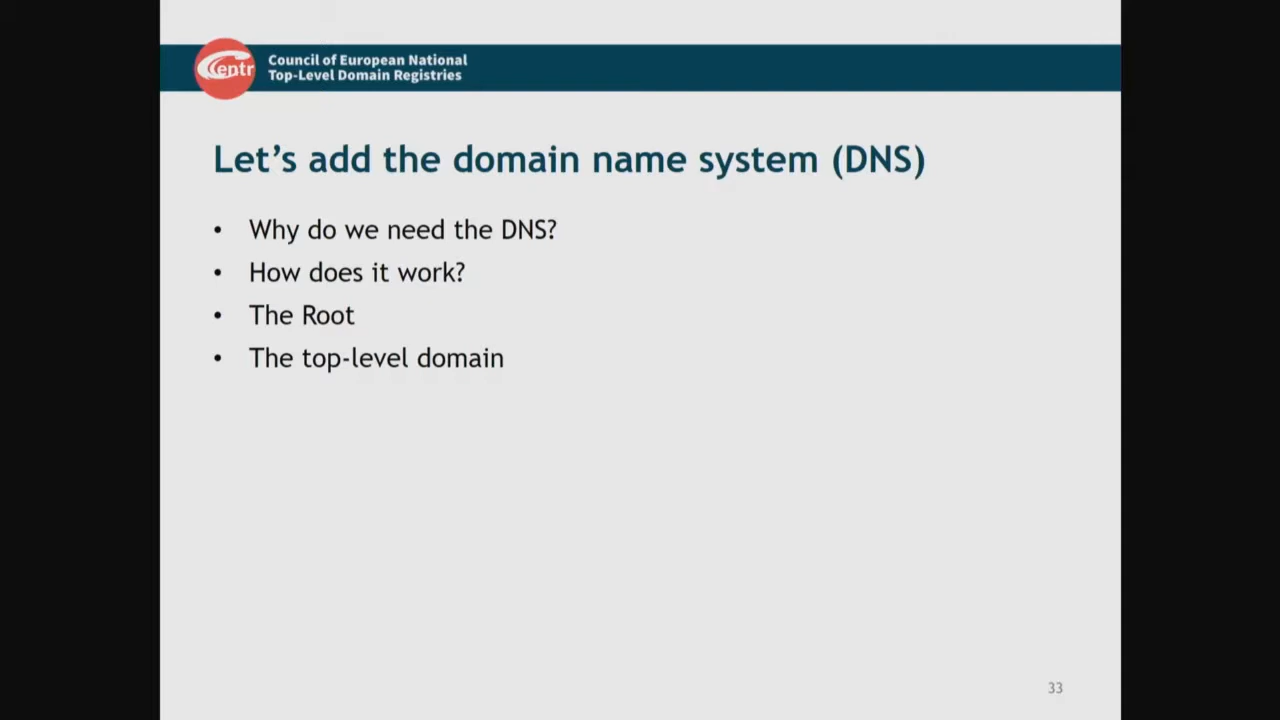 Centr
Council of European National
Top-Level Domain Registries
Let's add the domain name system (DNS)
• Why do we need the DNS?
• How does it work?
• The Root
• The top-level domain
33